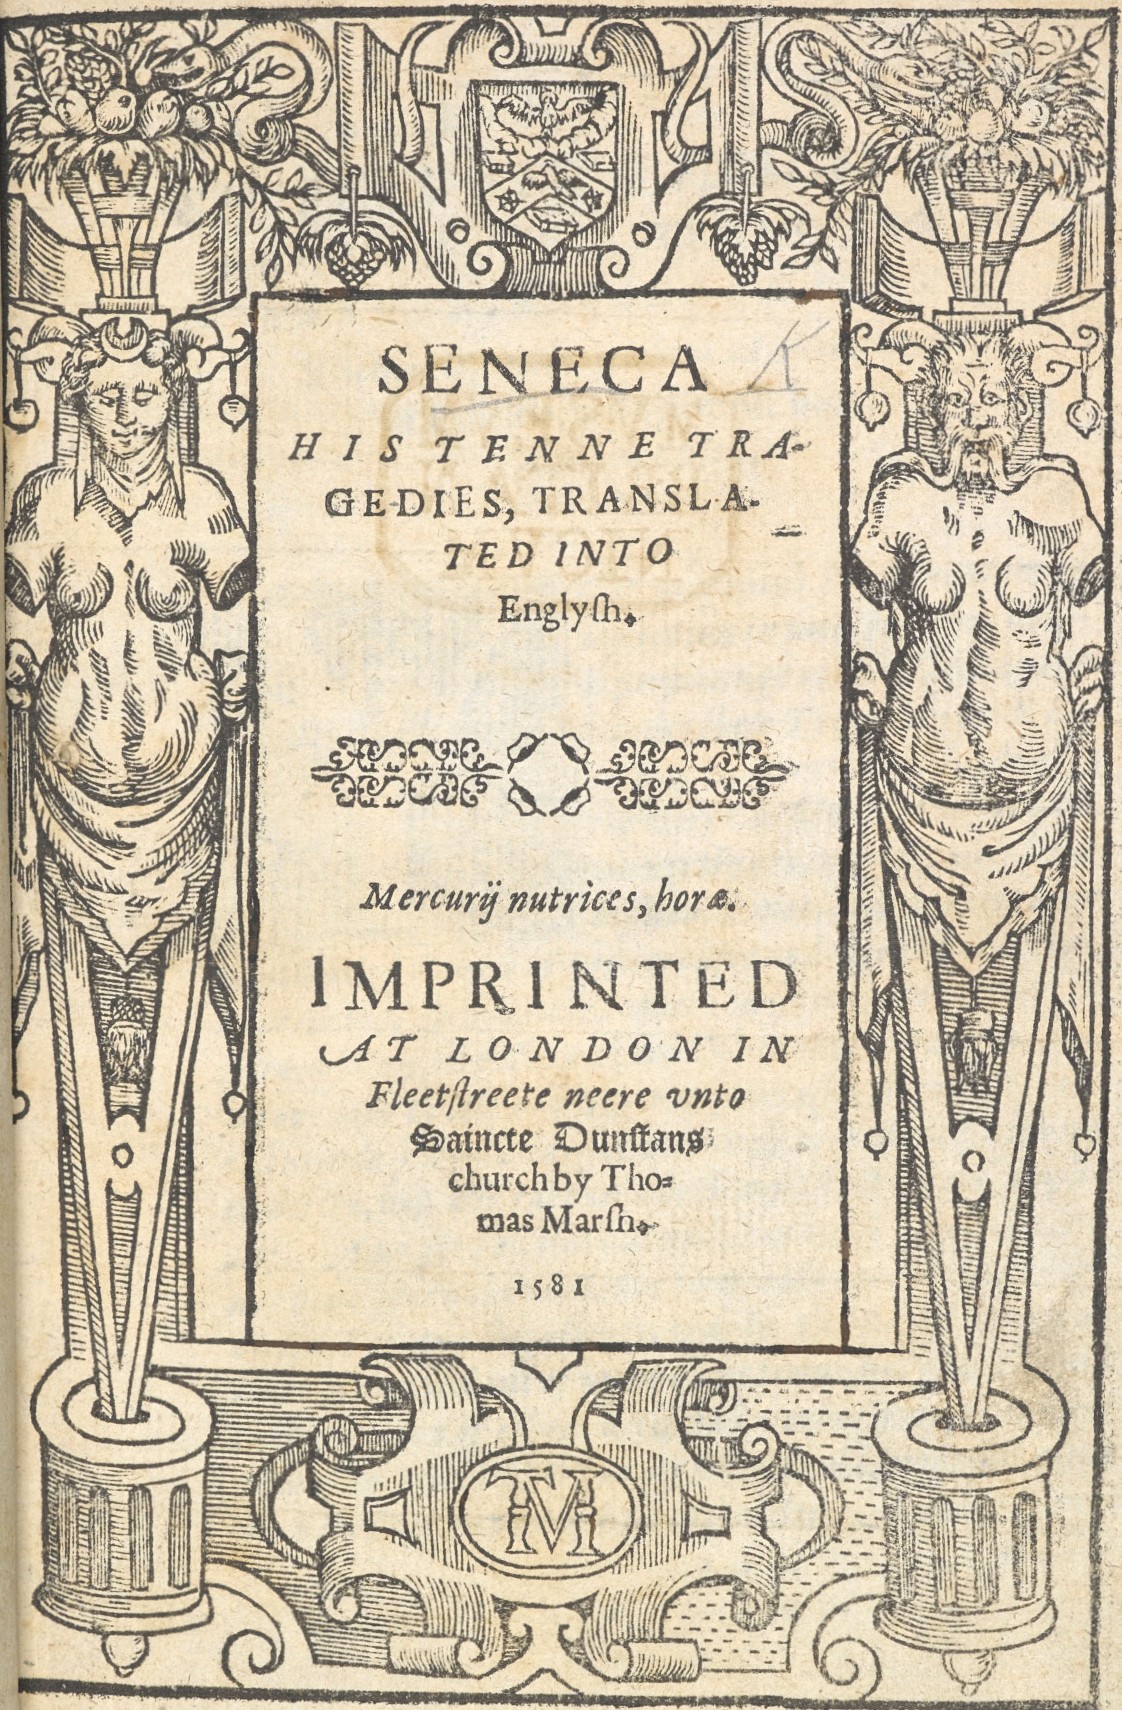 SENECA K
HIS TENNE TRA-
GEDIES, TRANSLA-
TED INTO
Englyſh.
Mercurij nutrices, horæ.
IMPRINTED
AT LONDON IN
Fleetſtreete neere vnto
Saincte Dunſtans
church by Tho-
mas Marſh.
1581
TM